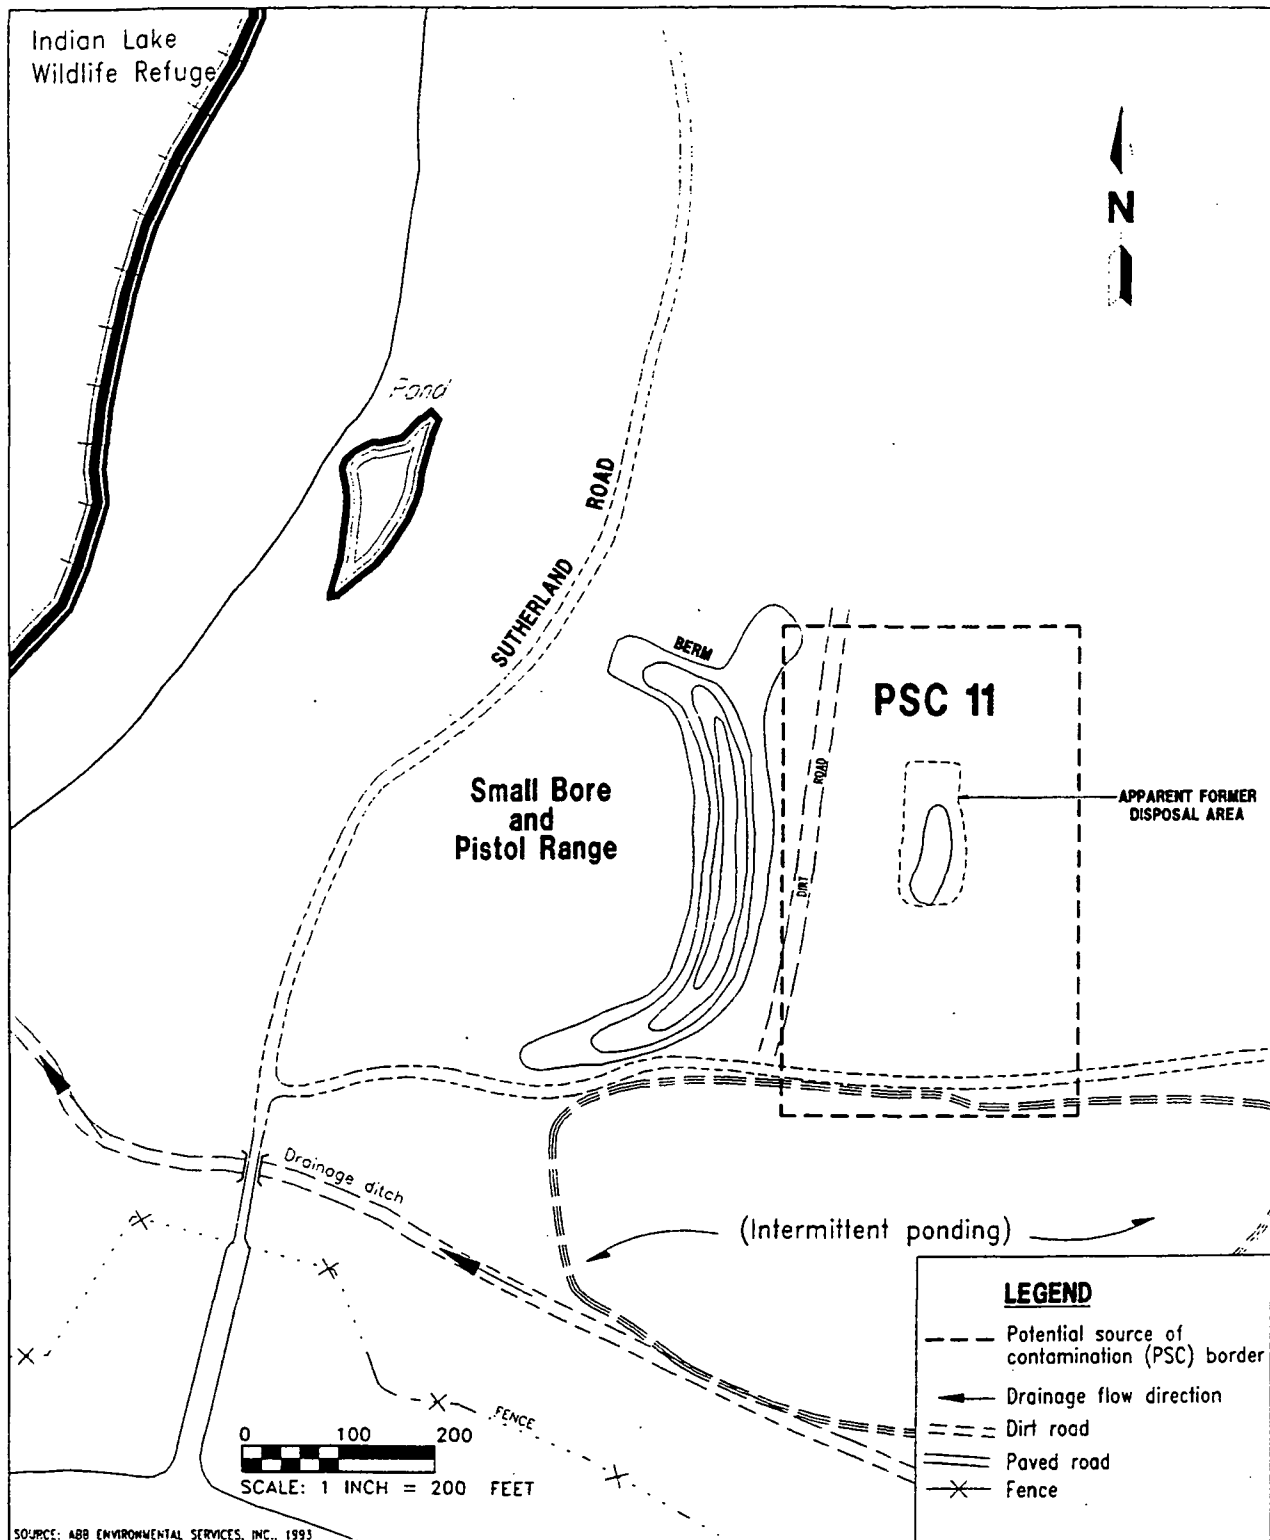 Indian Lake
Wildlife Refuge
N
Pond
SUTHERLAND ROAD
BERM
PSC 11
DIRT ROAD
APPARENT FORMER
DISPOSAL AREA
Small Bore
and
Pistol Range
Drainage ditch
(Intermittent ponding)
FENCE
0 100 200
SCALE: 1 INCH = 200 FEET
LEGEND
Potential source of
contamination (PSC) border
Drainage flow direction
Dirt road
Paved road
Fence
SOURCE: ABB ENVIRONMENTAL SERVICES, INC., 1993